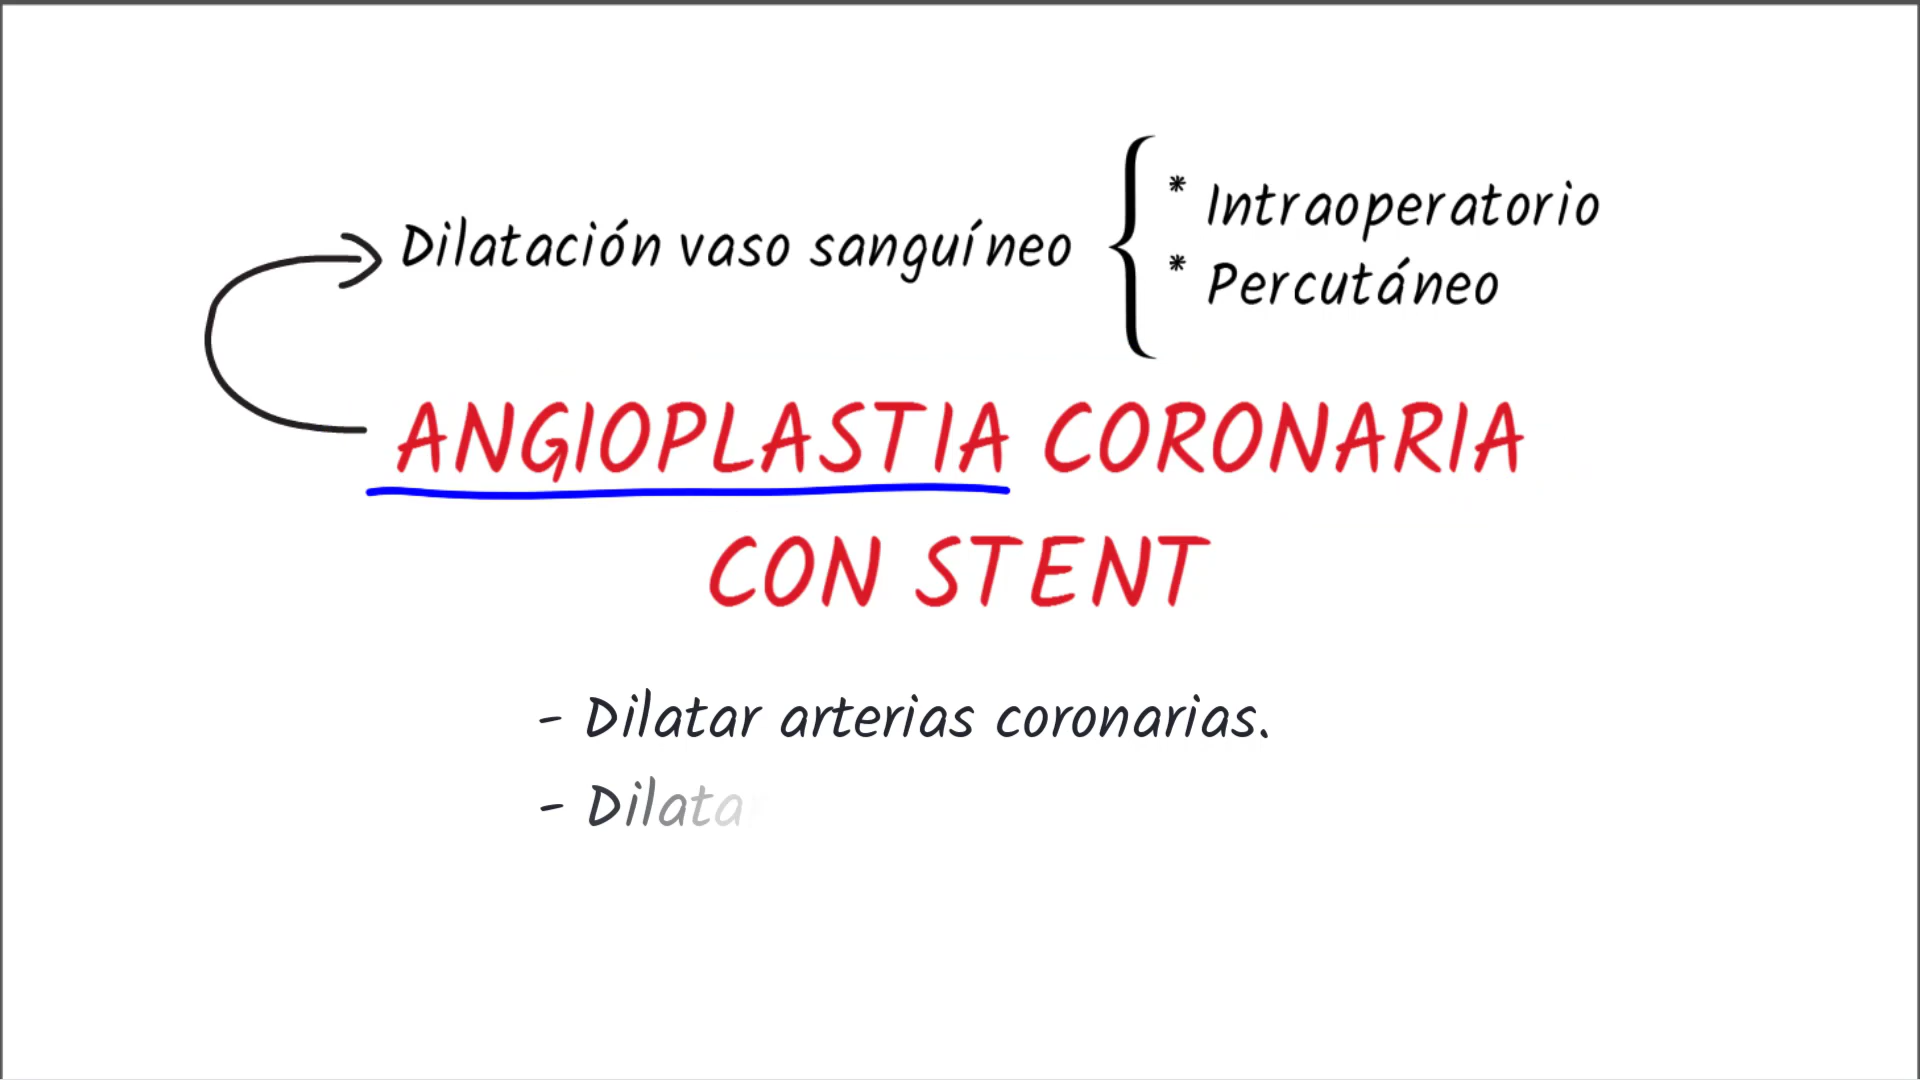 Dilatación vaso sanguíneo
* Intraoperatorio
* Percutáneo
ANGIOPLASTIA CORONARIA
CON STENT
- Dilatar arterias coronarias.
- Dilata